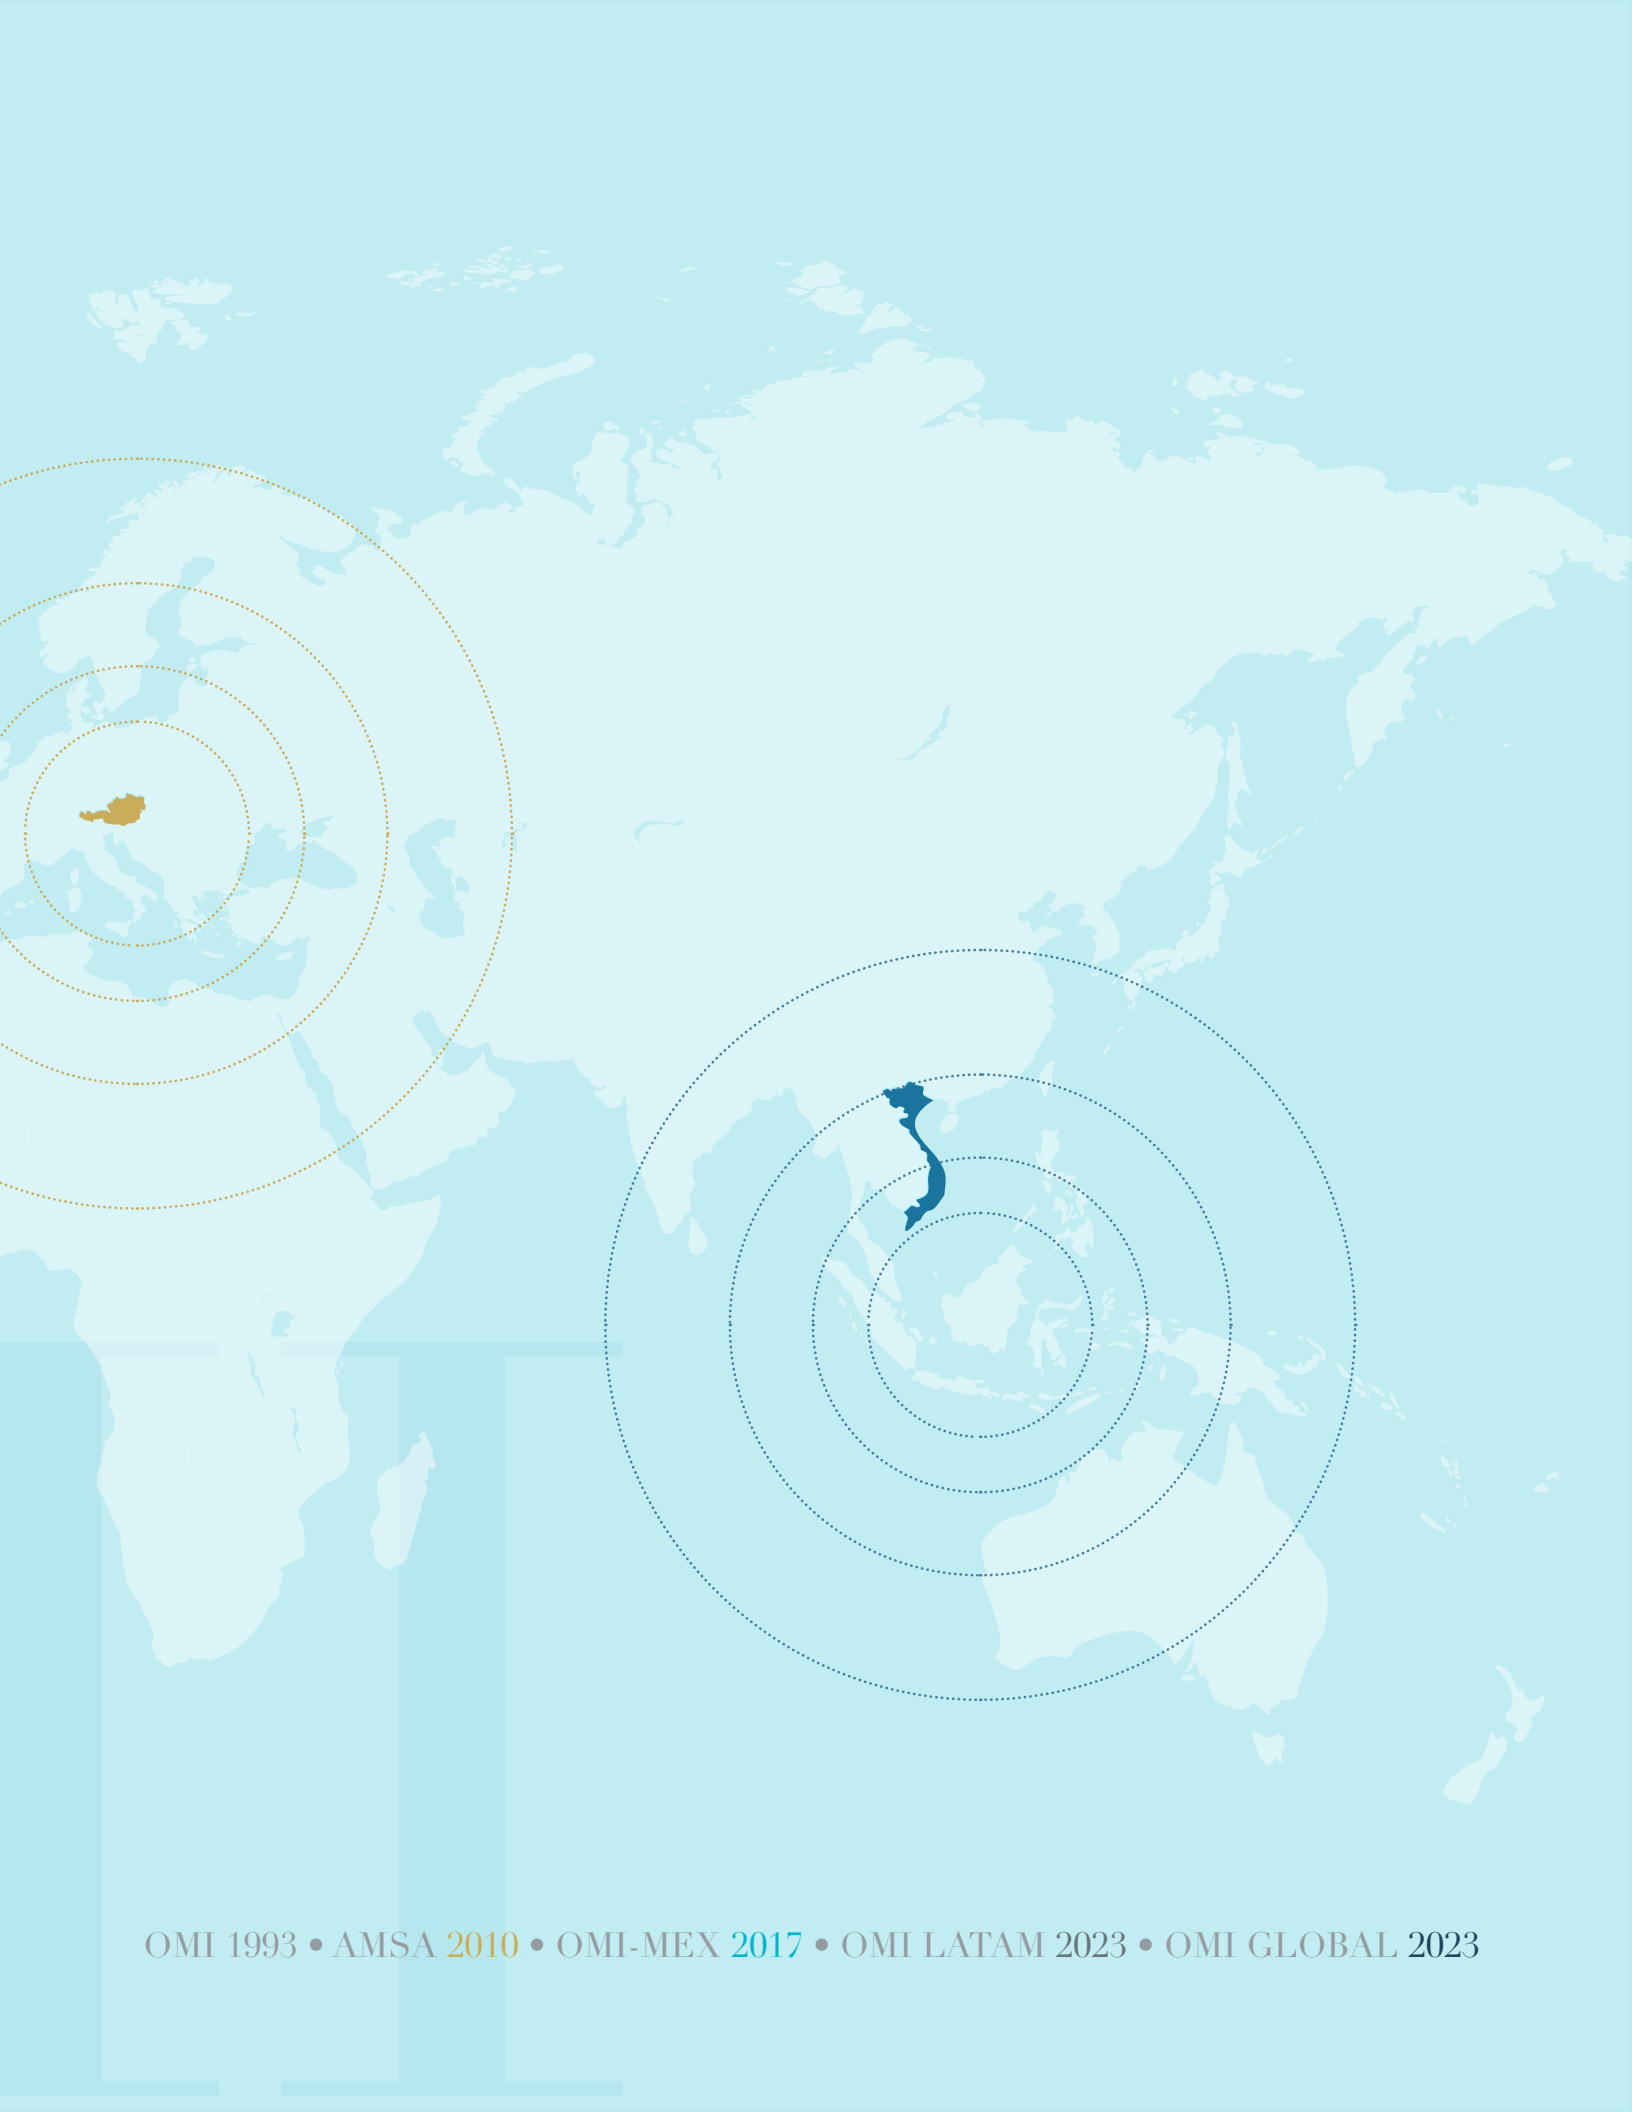 OMI 1993 • AMSA 2010 • OMI-MEX 2017 • OMI LATAM 2023 • OMI GLOBAL 2023